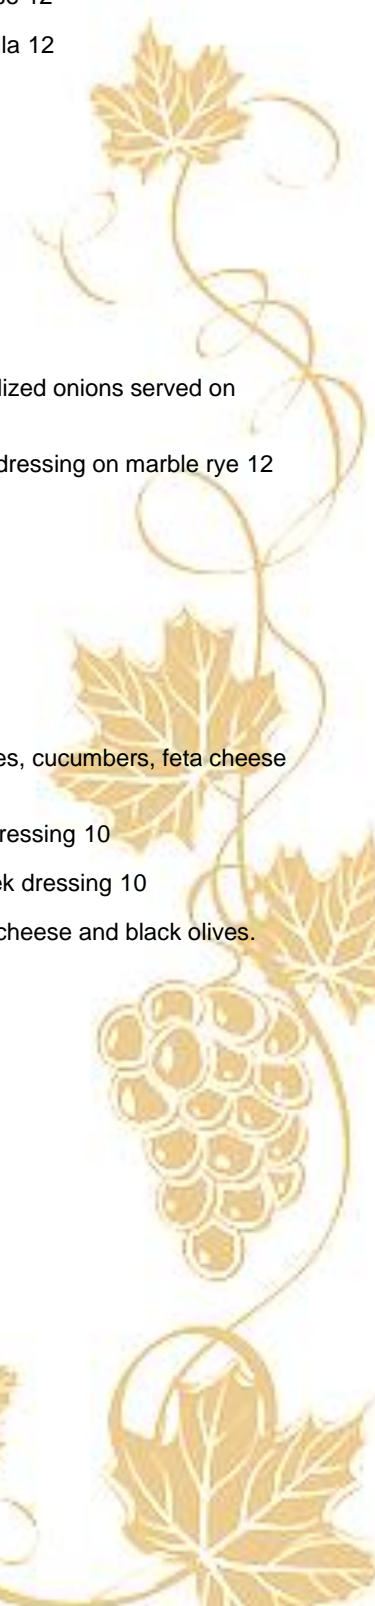 12
la 12
lized onions served on
dressing on marble rye 12
es, cucumbers, feta cheese
ressing 10
ek dressing 10
cheese and black olives.